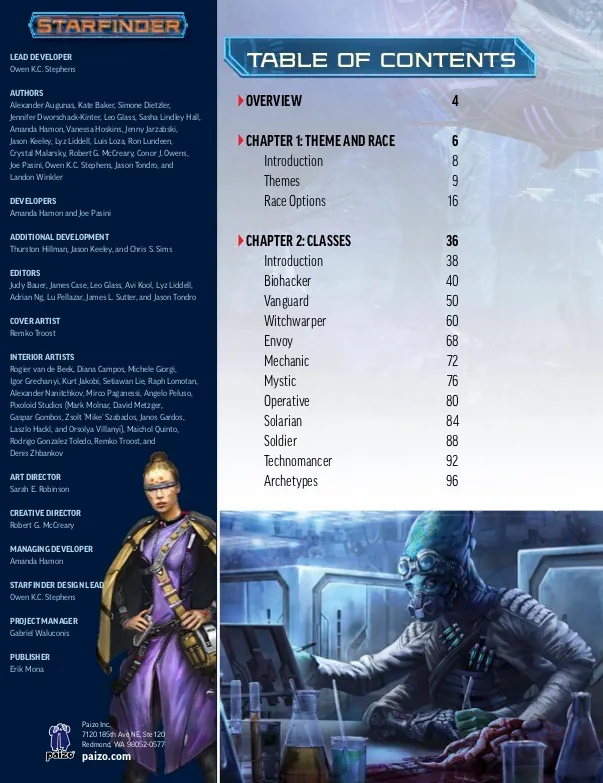 STARFINDER
LEAD DEVELOPER
Owen K.C. Stephens
AUTHORS
Alexander Augunas, Kate Baker, Simone Dietzler,
Jennifer Dworschack-Kinter, Leo Glass, Sasha Lindley Hall,
Amanda Hamon, Vanessa Hoskins, Jenny Jarzabski,
Jason Keeley, Lyz Liddell, Luis Loza, Ron Lundeen,
Crystal Malarsky, Robert G. McCreary, Conor J. Owens,
Joe Pasini, Owen K.C. Stephens, Jason Tondro, and
Landon Winkler
DEVELOPERS
Amanda Hamon and Joe Pasini
ADDITIONAL DEVELOPMENT
Thurston Hillman, Jason Keeley, and Chris S. Sims
EDITORS
Judy Bauer, James Case, Leo Glass, Avi Kool, Lyz Liddell,
Adrian Ng, Lu Pellazar, James L. Sutter, and Jason Tondro
COVER ARTIST
Remko Troost
INTERIOR ARTISTS
Rogier van de Beek, Diana Campos, Michele Giorgi,
Igor Grechanyi, Kurt Jakobi, Setiawan Lie, Raph Lomotan,
Alexander Nanitchkov, Mirco Paganessi, Angelo Peluso,
Pixoloid Studios (Mark Molnar, David Metzger,
Gaspar Gombos, Zsolt 'Mike' Szabados, Janos Gardos,
Laszlo Hackl, and Orsolya Villanyi), Maichol Quinto,
Rodrigo Gonzalez Toledo, Remko Troost, and
Denis Zhbankov
ART DIRECTOR
Sarah E. Robinson
CREATIVE DIRECTOR
Robert G. McCreary
MANAGING DEVELOPER
Amanda Hamon
STARFINDER DESIGN LEAD
Owen K.C. Stephens
PROJECT MANAGER
Gabriel Waluconis
PUBLISHER
Erik Mona
paizo
Paizo Inc.
7120 185th Ave NE, Ste 120
Redmond, WA 98052-0577
paizo.com
TABLE OF CONTENTS
OVERVIEW 4
CHAPTER 1: THEME AND RACE 6
Introduction 8
Themes 9
Race Options 16
CHAPTER 2: CLASSES 36
Introduction 38
Biohacker 40
Vanguard 50
Witchwarper 60
Envoy 68
Mechanic 72
Mystic 76
Operative 80
Solarian 84
Soldier 88
Technomancer 92
Archetypes 96